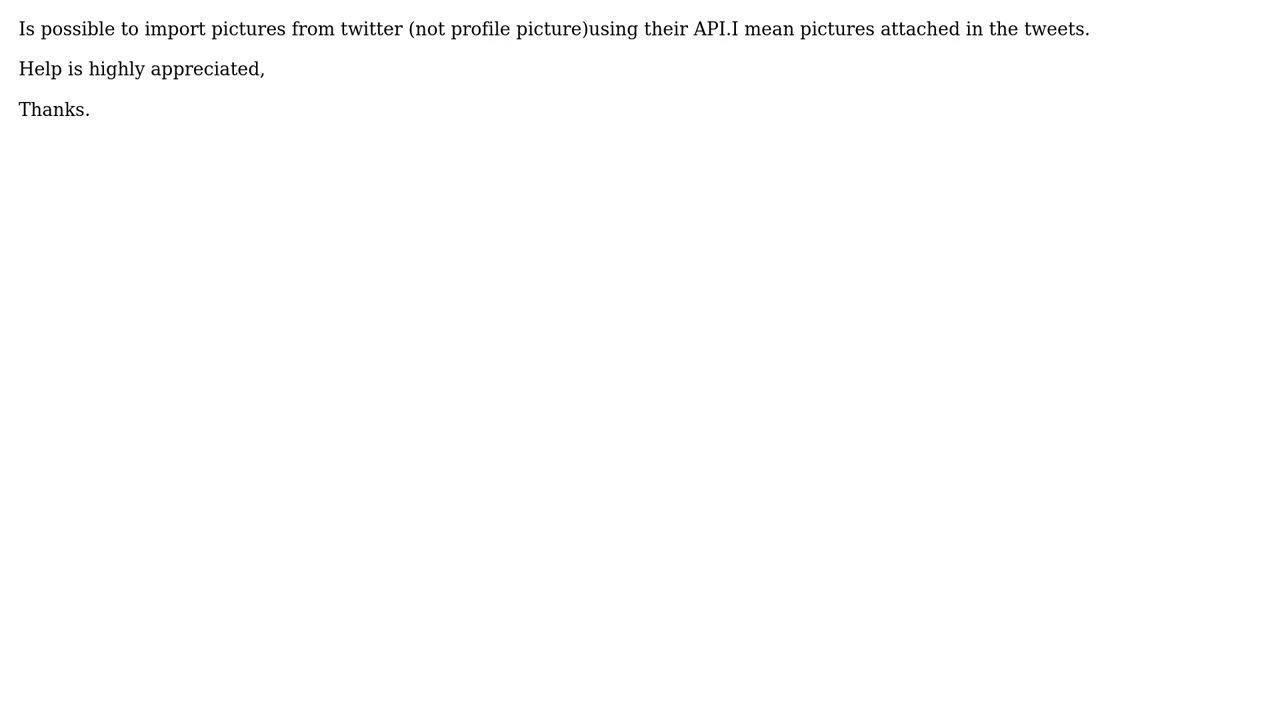 Is possible to import pictures from twitter (not profile picture)using their API.I mean pictures attached in the tweets.
Help is highly appreciated,
Thanks.